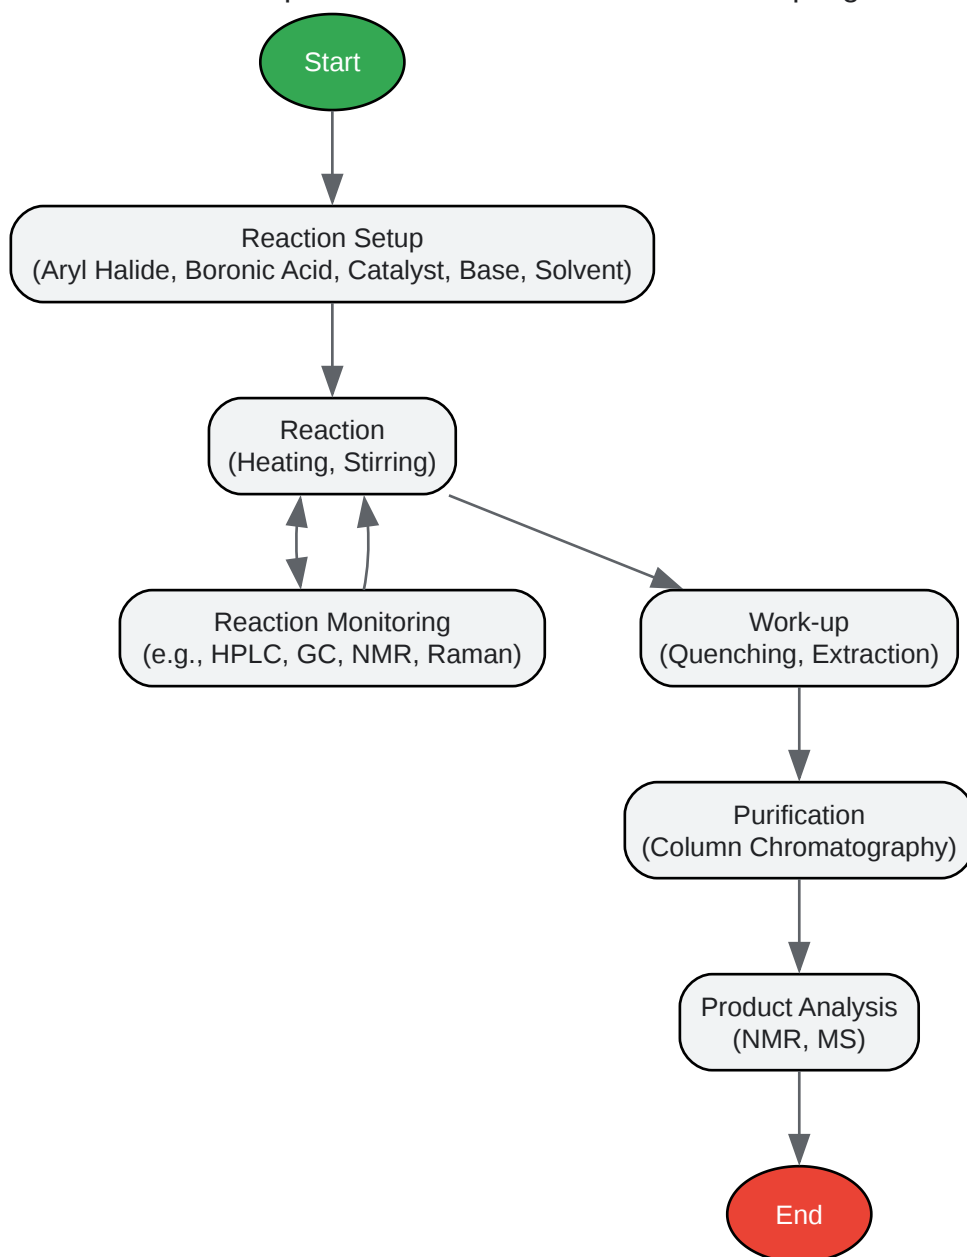 Start
Reaction Setup
(Aryl Halide, Boronic Acid, Catalyst, Base, Solvent)
Reaction
(Heating, Stirring)
Reaction Monitoring
(e.g., HPLC, GC, NMR, Raman)
Work-up
(Quenching, Extraction)
Purification
(Column Chromatography)
Product Analysis
(NMR, MS)
End